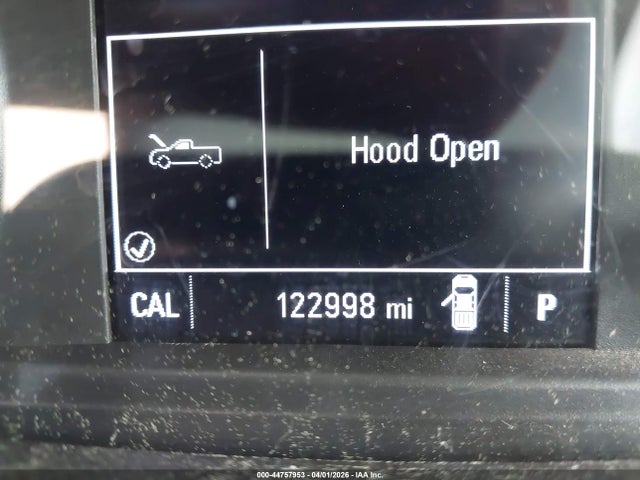 Hood Open
CAL 122998 mi P
000-44757953 - 04/01/2026 - IAA Inc.